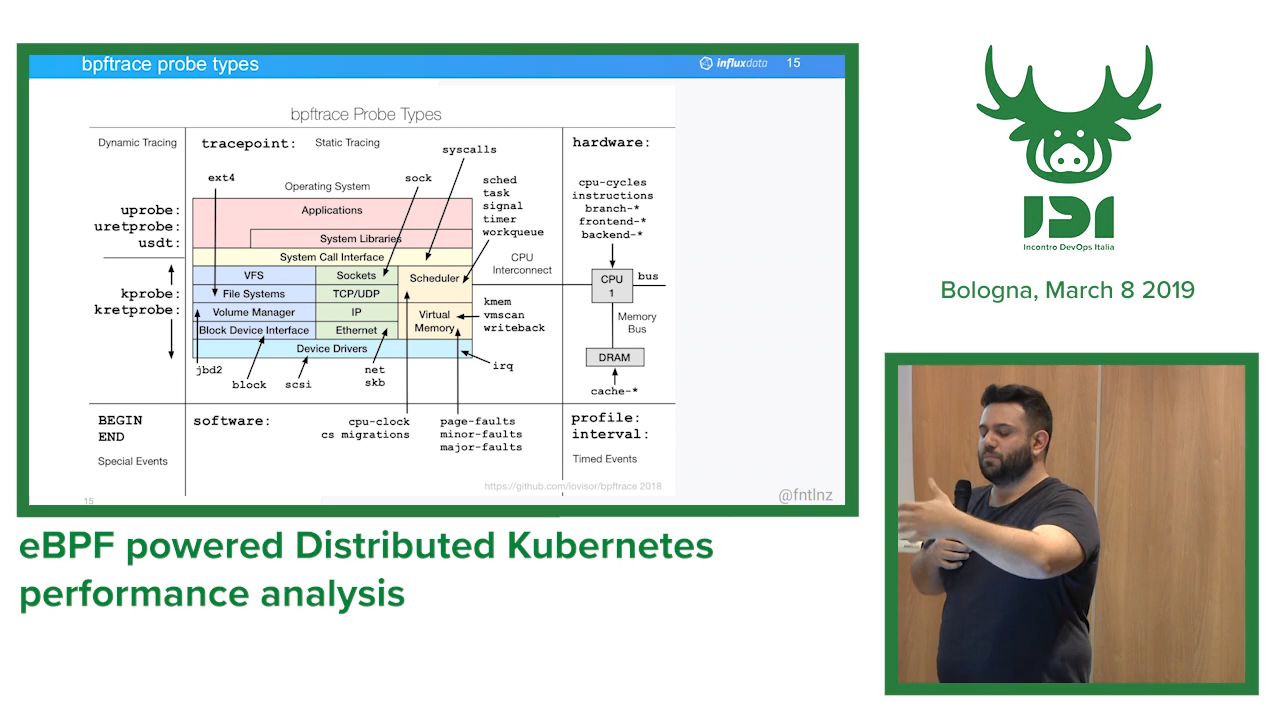 bpftrace probe types
influxdata
15
bpftrace Probe Types
Dynamic Tracing
tracepoint:
Static Tracing
hardware:
syscalls
ext4
sock
Operating System
sched
task
signal
timer
workqueue
cpu-cycles
instructions
branch-*
frontend-*
backend-*
uprobe:
uretprobe:
usdt:
Applications
System Libraries
System Call Interface
VFS
Sockets
Scheduler
File Systems
TCP/UDP
Volume Manager
IP
Virtual
Memory
Block Device Interface
Ethernet
Device Drivers
CPU
Interconnect
CPU
1
bus
kprobe:
kretprobe:
kmem
vmscan
writeback
Memory
Bus
DRAM
cache-*
jbd2
block
scsi
net
skb
irq
BEGIN
END
Special Events
software:
cpu-clock
cs migrations
page-faults
minor-faults
major-faults
profile:
interval:
Timed Events
https://github.com/iovisor/bpftrace 2018
15
@fntlnz
Incontro DevOps Italia
Bologna, March 8 2019
eBPF powered Distributed Kubernetes
performance analysis